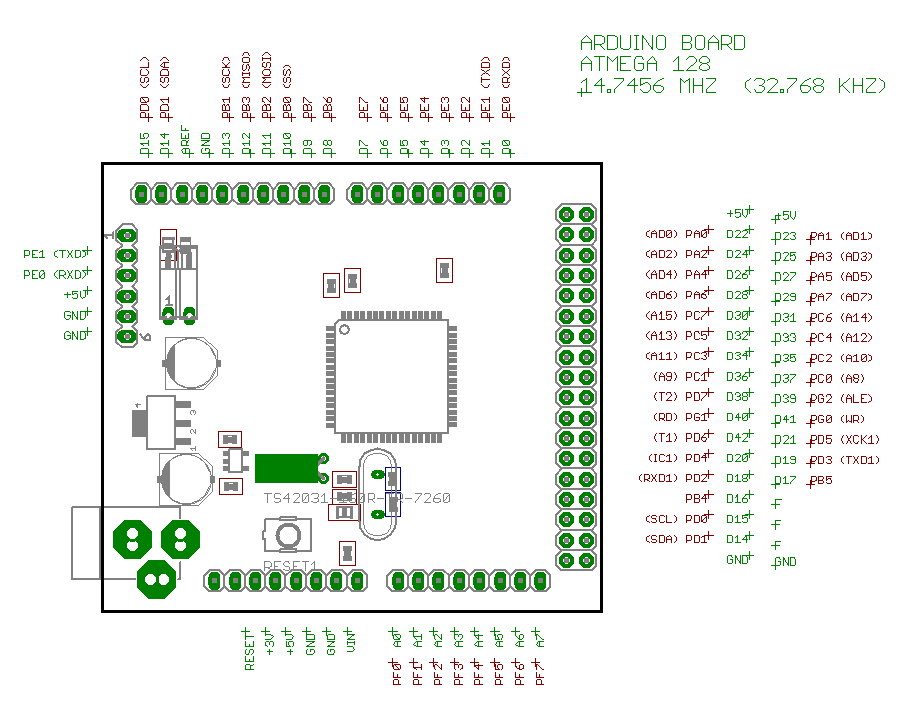 ARDUINO BOARD
ATMEGA 128
14.7456 MHZ (32.768 KHZ)
PD0 (SCL)
PD1 (SDA)
PB1 (SCK)
PB3 (MISO)
PB2 (MOSI)
PB0 (SS)
PB7
PB6
PE7
PE6
PE5
PE4
PE3
PE2
PE1 (TXD)
PE0 (RXD)
D15
D14
AREF
GND
D13
D12
D11
D10
D9
D8
D7
D6
D5
D4
D3
D2
D1
D0
PE1 (TXD)
PE0 (RXD)
+5V
GND
GND
1
6
1
4
3
2
1
TS42031-160R-TR-7260
RESET1
+5V +5V
(AD0) PA0 D22 D23 PA1 (AD1)
(AD2) PA2 D24 D25 PA3 (AD3)
(AD4) PA4 D26 D27 PA5 (AD5)
(AD6) PA6 D28 D29 PA7 (AD7)
(A15) PC7 D30 D31 PC6 (A14)
(A13) PC5 D32 D33 PC4 (A12)
(A11) PC3 D34 D35 PC2 (A10)
(A9) PC1 D36 D37 PC0 (A8)
(T2) PD7 D38 D39 PG2 (ALE)
(RD) PG1 D40 D41 PG0 (WR)
(T1) PD6 D42 D21 PD5 (XCK1)
(IC1) PD4 D20 D19 PD3 (TXD1)
(RXD1) PD2 D18 D17 PB5
PB4 D16 F
(SCL) PD0 D15 F
(SDA) PD1 D14 F
GND GND
RESET
+3V
+5V
GND
GND
VIN
A0
A1
A2
A3
A4
A5
A6
A7
PF0
PF1
PF2
PF3
PF4
PF5
PF6
PF7